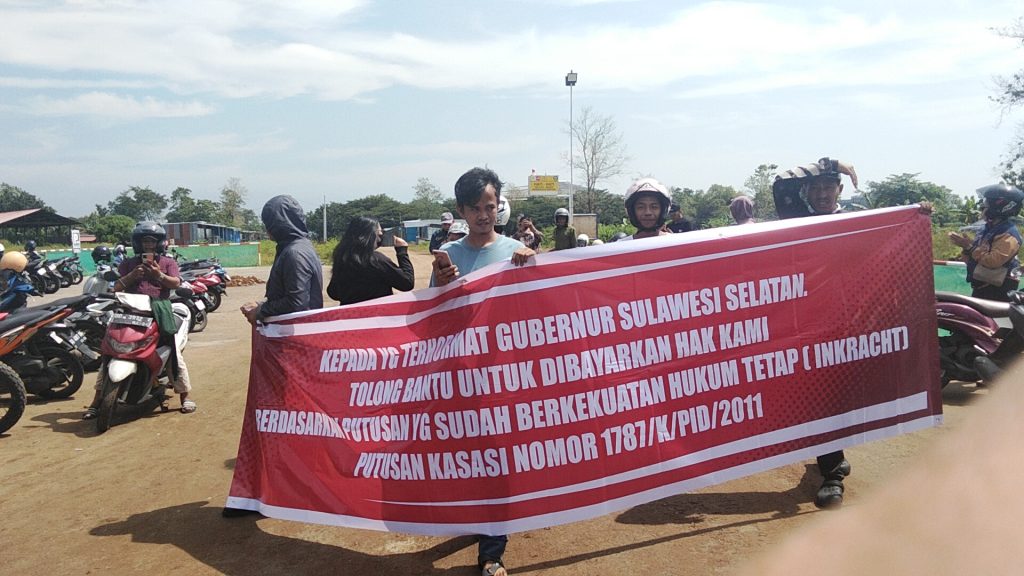 KEPADA YG TERHORMAT GUBERNUR SULAWESI SELATAN.
TOLONG BANTU UNTUK DIBAYARKAN HAK KAMI
BERDASARKAN PUTUSAN YG SUDAH BERKEKUATAN HUKUM TETAP ( INKRACHT)
PUTUSAN KASASI NOMOR 1787/K/PID/2011